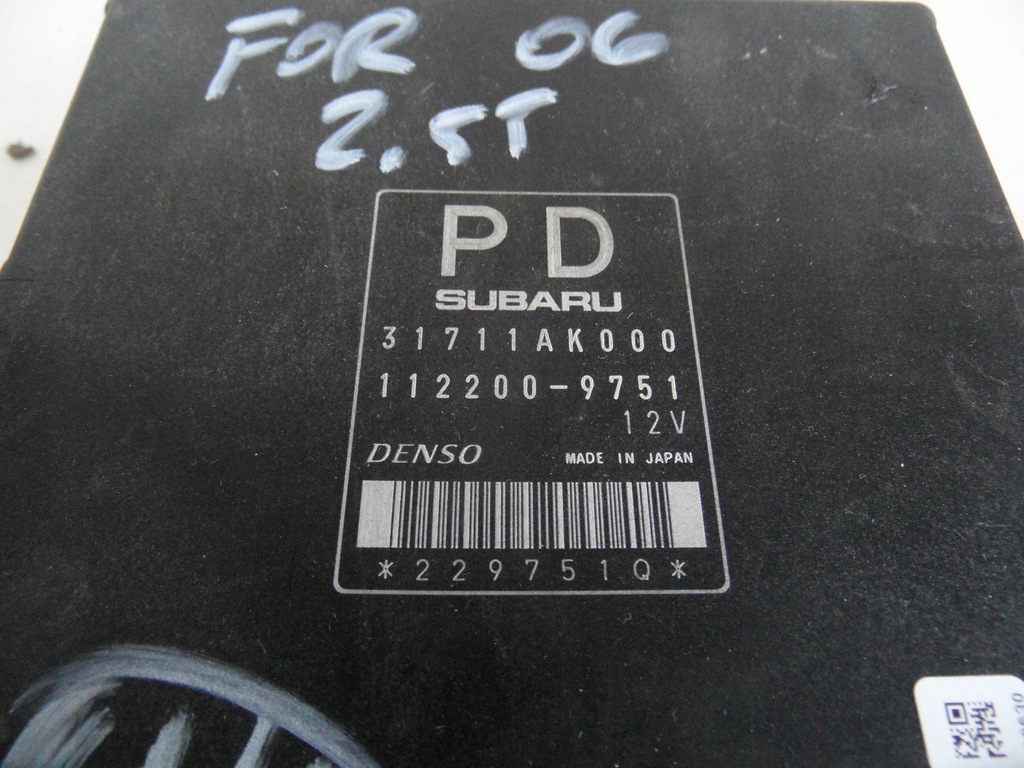 FOR 06
2.5T
PD
SUBARU
31711AK000
112200-9751
12V
DENSO MADE IN JAPAN
*229751Q*